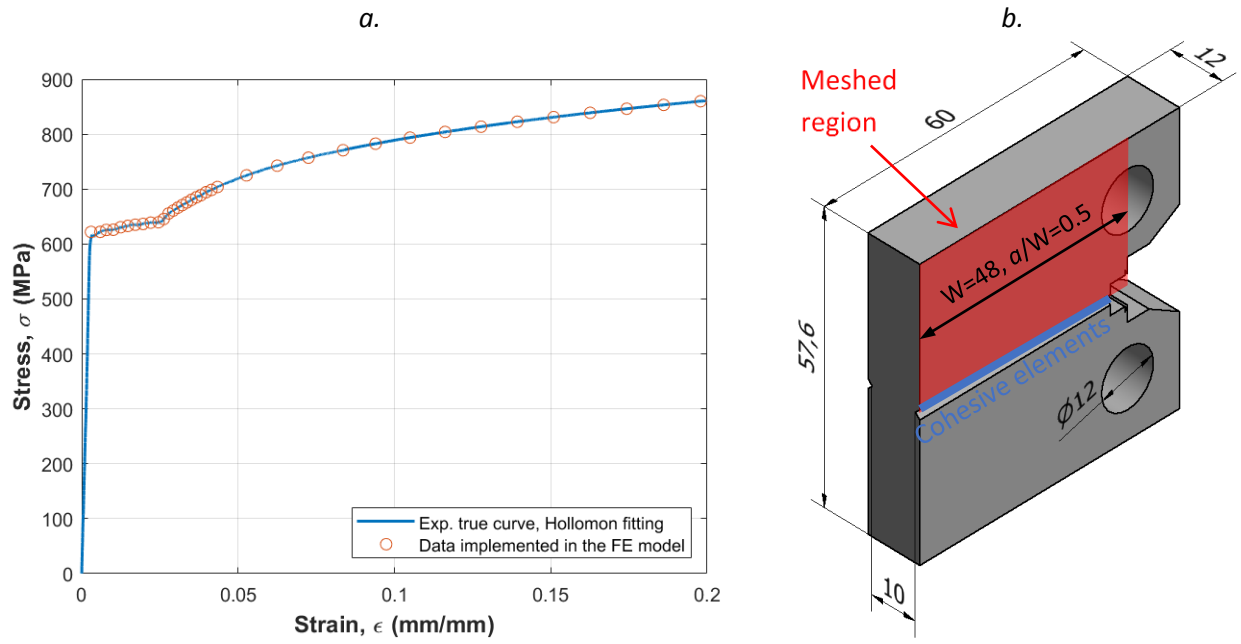 a.
900
800
700
600
500
400
300
200
100
0
Stress, σ (MPa)
0
0.05
0.1
0.15
0.2
Strain, ϵ (mm/mm)
Exp. true curve, Hollomon fitting
Data implemented in the FE model
b.
Meshed
region
60
12
57,6
W=48, a/W=0.5
Cohesive elements
Ø12
10